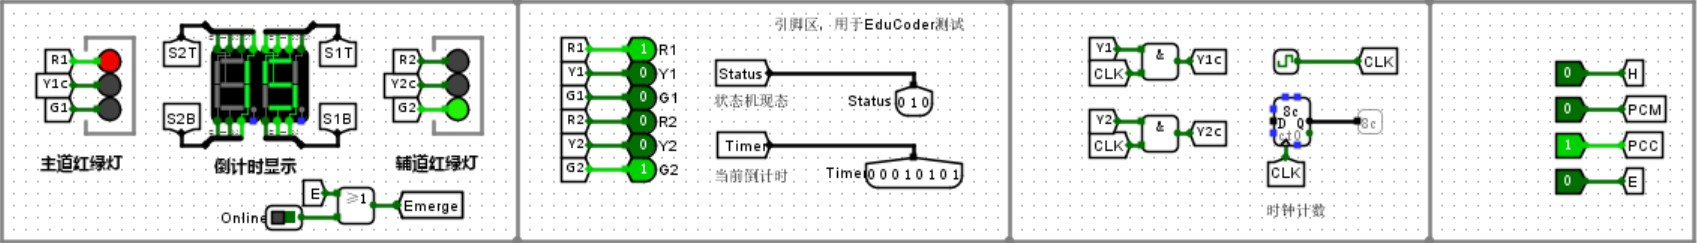 R1
Y1c
G1
主道红绿灯
S2T
S1T
S2B
S1B
倒计时显示
R2
Y2c
G2
辅道红绿灯
Online
E
≥1
Emerge
引脚区，用于EduCoder测试
R1 1 R1
Y1 0 Y1
G1 0 G1
R2 0 R2
Y2 0 Y2
G2 1 G2
Status
状态机现态
Status 0 1 0
Timer
当前倒计时
Timer 0 0 0 1 0 1 0 1
Y1
CLK
&
Y1c
Y2
CLK
&
Y2c
CLK
8c
D Q
ct0
8c
CLK
时钟计数
0 H
0 PCM
1 PCC
0 E